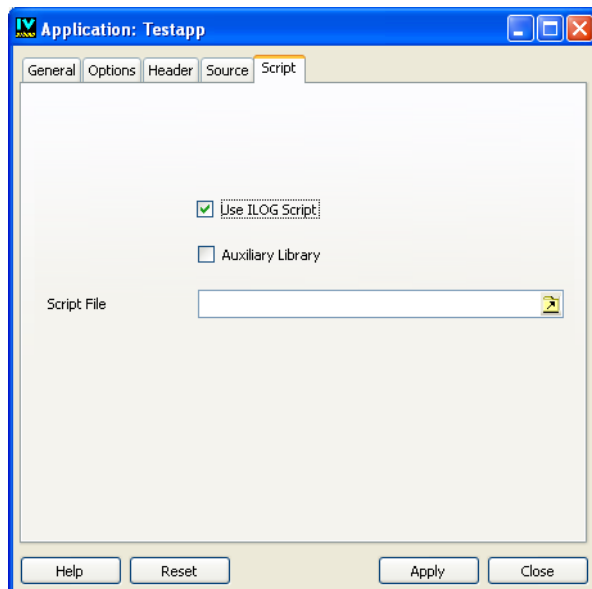 Application: Testapp
General Options Header Source Script
Use ILOG Script
Auxiliary Library
Script File
Help Reset Apply Close